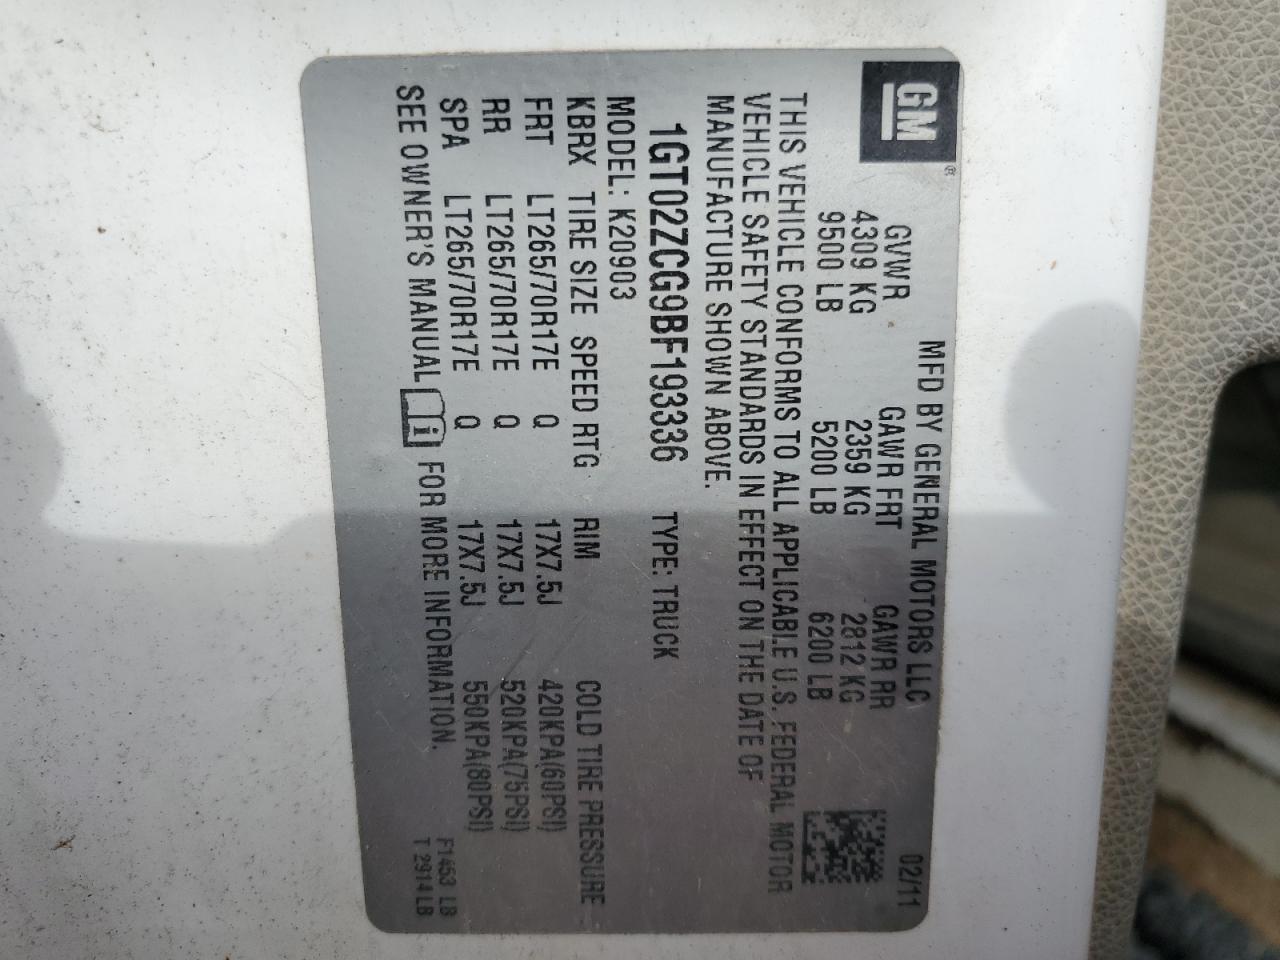 GM®
MFD BY GENERAL MOTORS LLC 02/11
GVWR GAWR FRT GAWR RR
4309 KG 2359 KG 2812 KG
9500 LB 5200 LB 6200 LB
THIS VEHICLE CONFORMS TO ALL APPLICABLE U.S. FEDERAL MOTOR
VEHICLE SAFETY STANDARDS IN EFFECT ON THE DATE OF
MANUFACTURE SHOWN ABOVE.
1GT02ZCG9BF193336 TYPE: TRUCK
MODEL: K20903
KBRX TIRE SIZE SPEED RTG RIM COLD TIRE PRESSURE
FRT LT265/70R17E Q 17X7.5J 420KPA(60PSI)
RR LT265/70R17E Q 17X7.5J 520KPA(75PSI)
SPA LT265/70R17E Q 17X7.5J 550KPA(80PSI)
SEE OWNER'S MANUAL i FOR MORE INFORMATION.
F1453 LB
T 2914LB